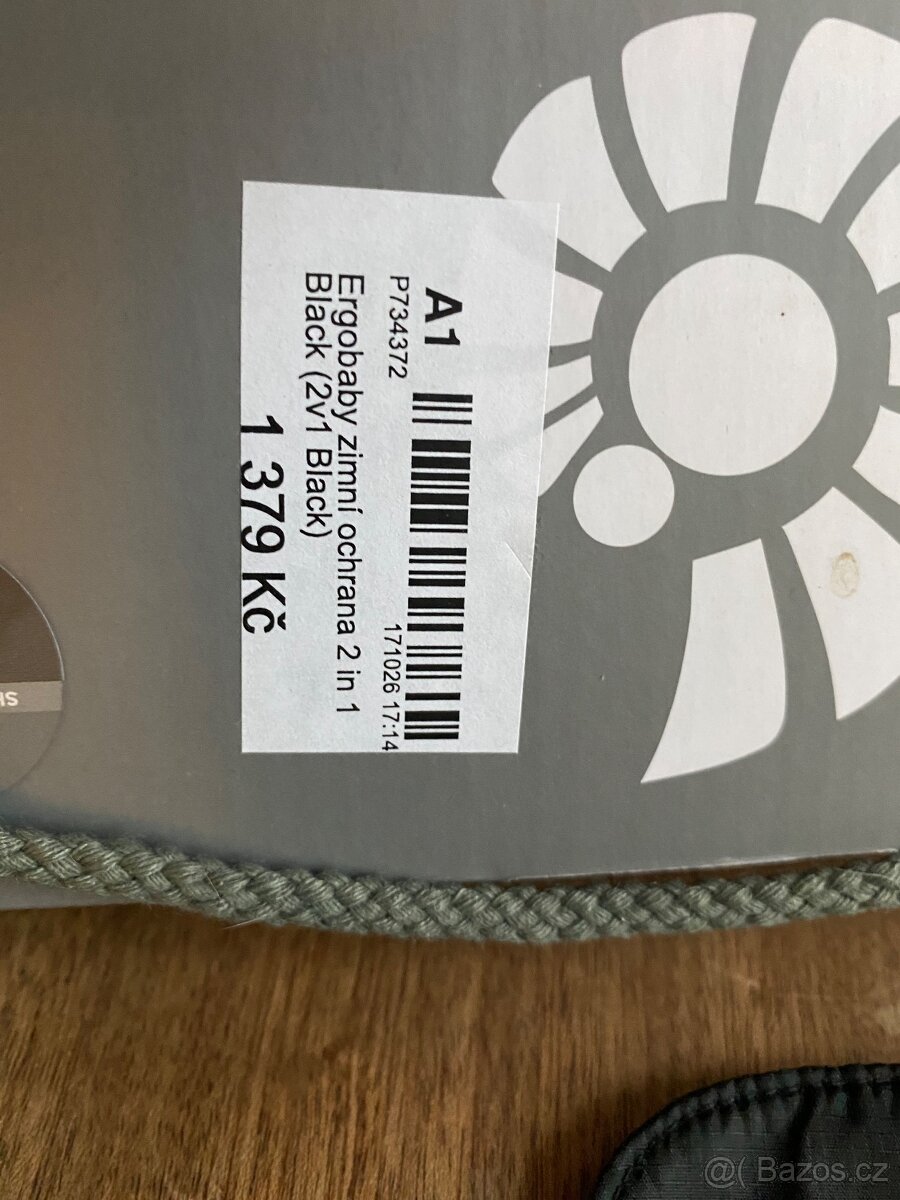 A1
P734372
171026 17:14
Ergobaby zimní ochrana 2 in 1
Black (2v1 Black)
1 379 Kč
SH
@( Bazos.cz